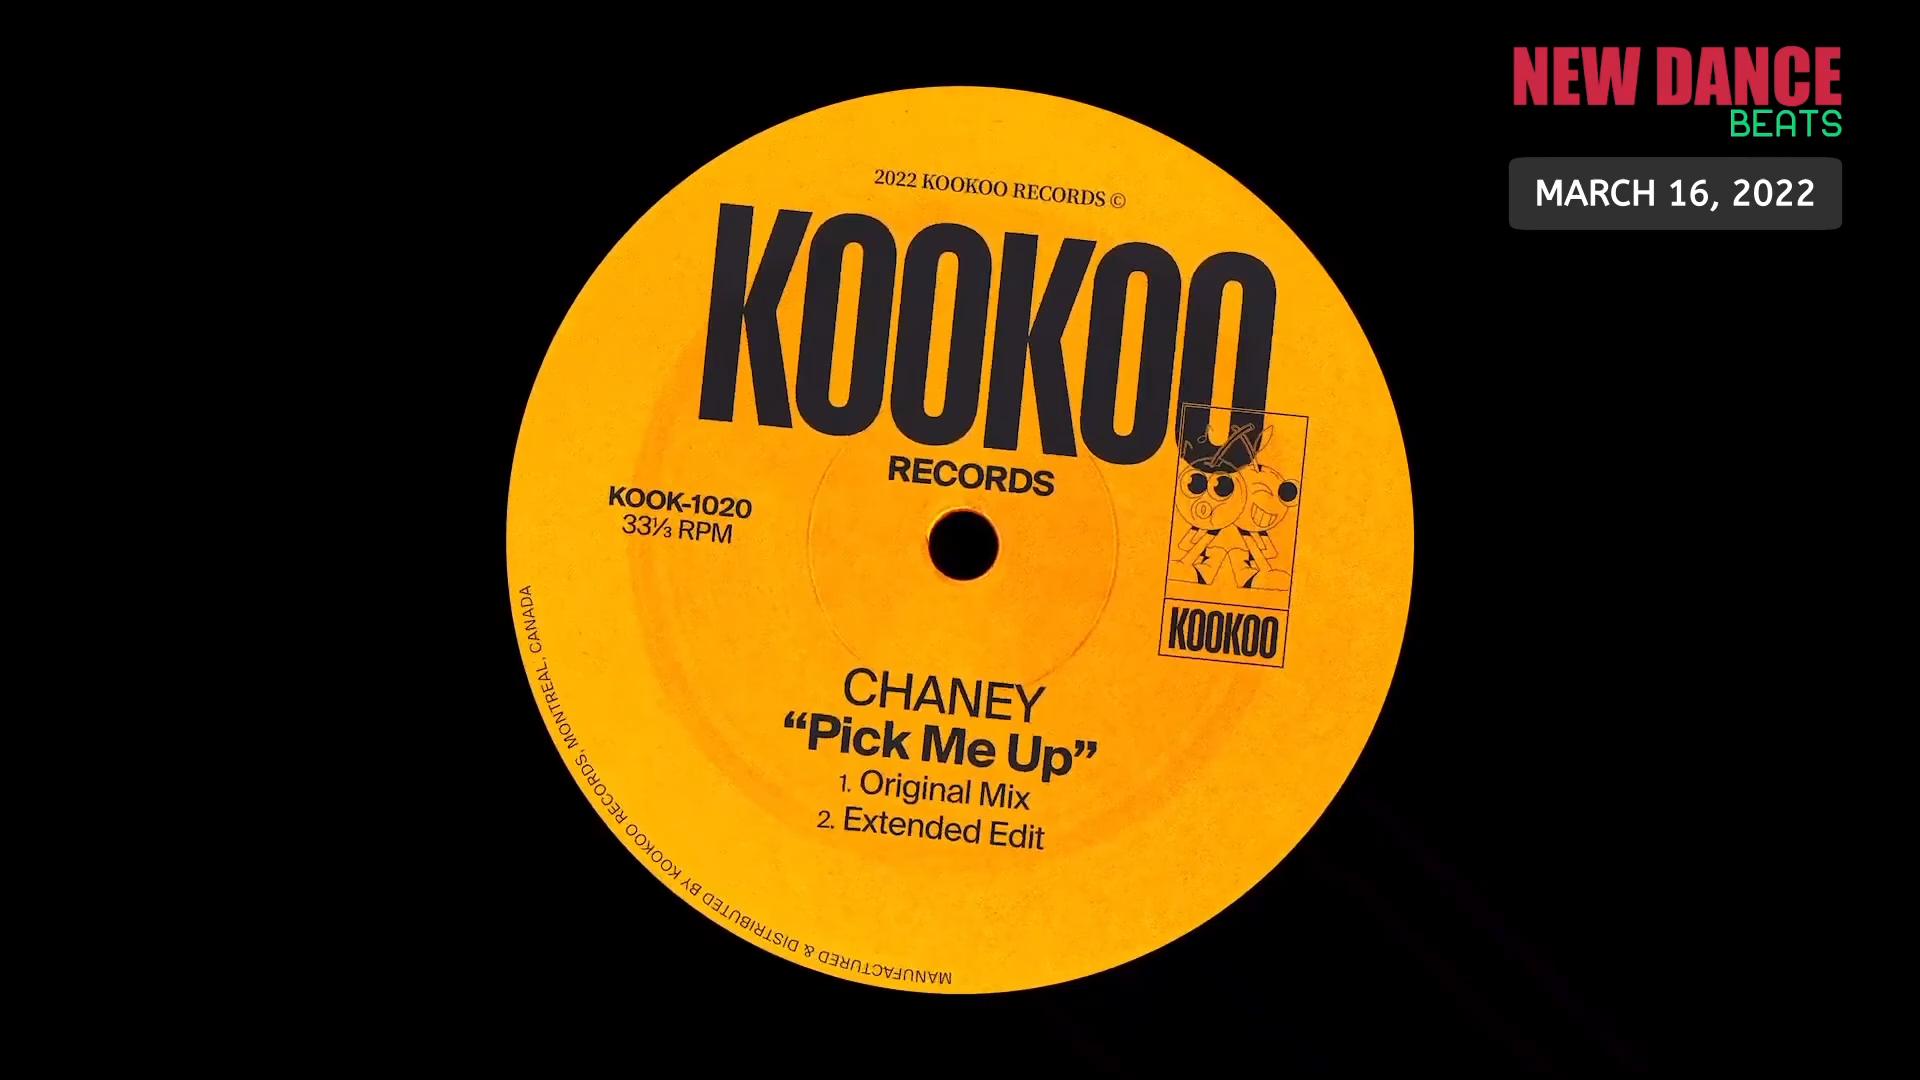 NEW DANCE
BEATS
MARCH 16, 2022
2022 KOOKOO RECORDS ©
KOOKOO
RECORDS
KOOK-1020
33⅓ RPM
KOOKOO
CHANEY
“Pick Me Up”
1. Original Mix
2. Extended Edit
MANUFACTURED & DISTRIBUTED BY KOOKOO RECORDS, MONTREAL, CANADA